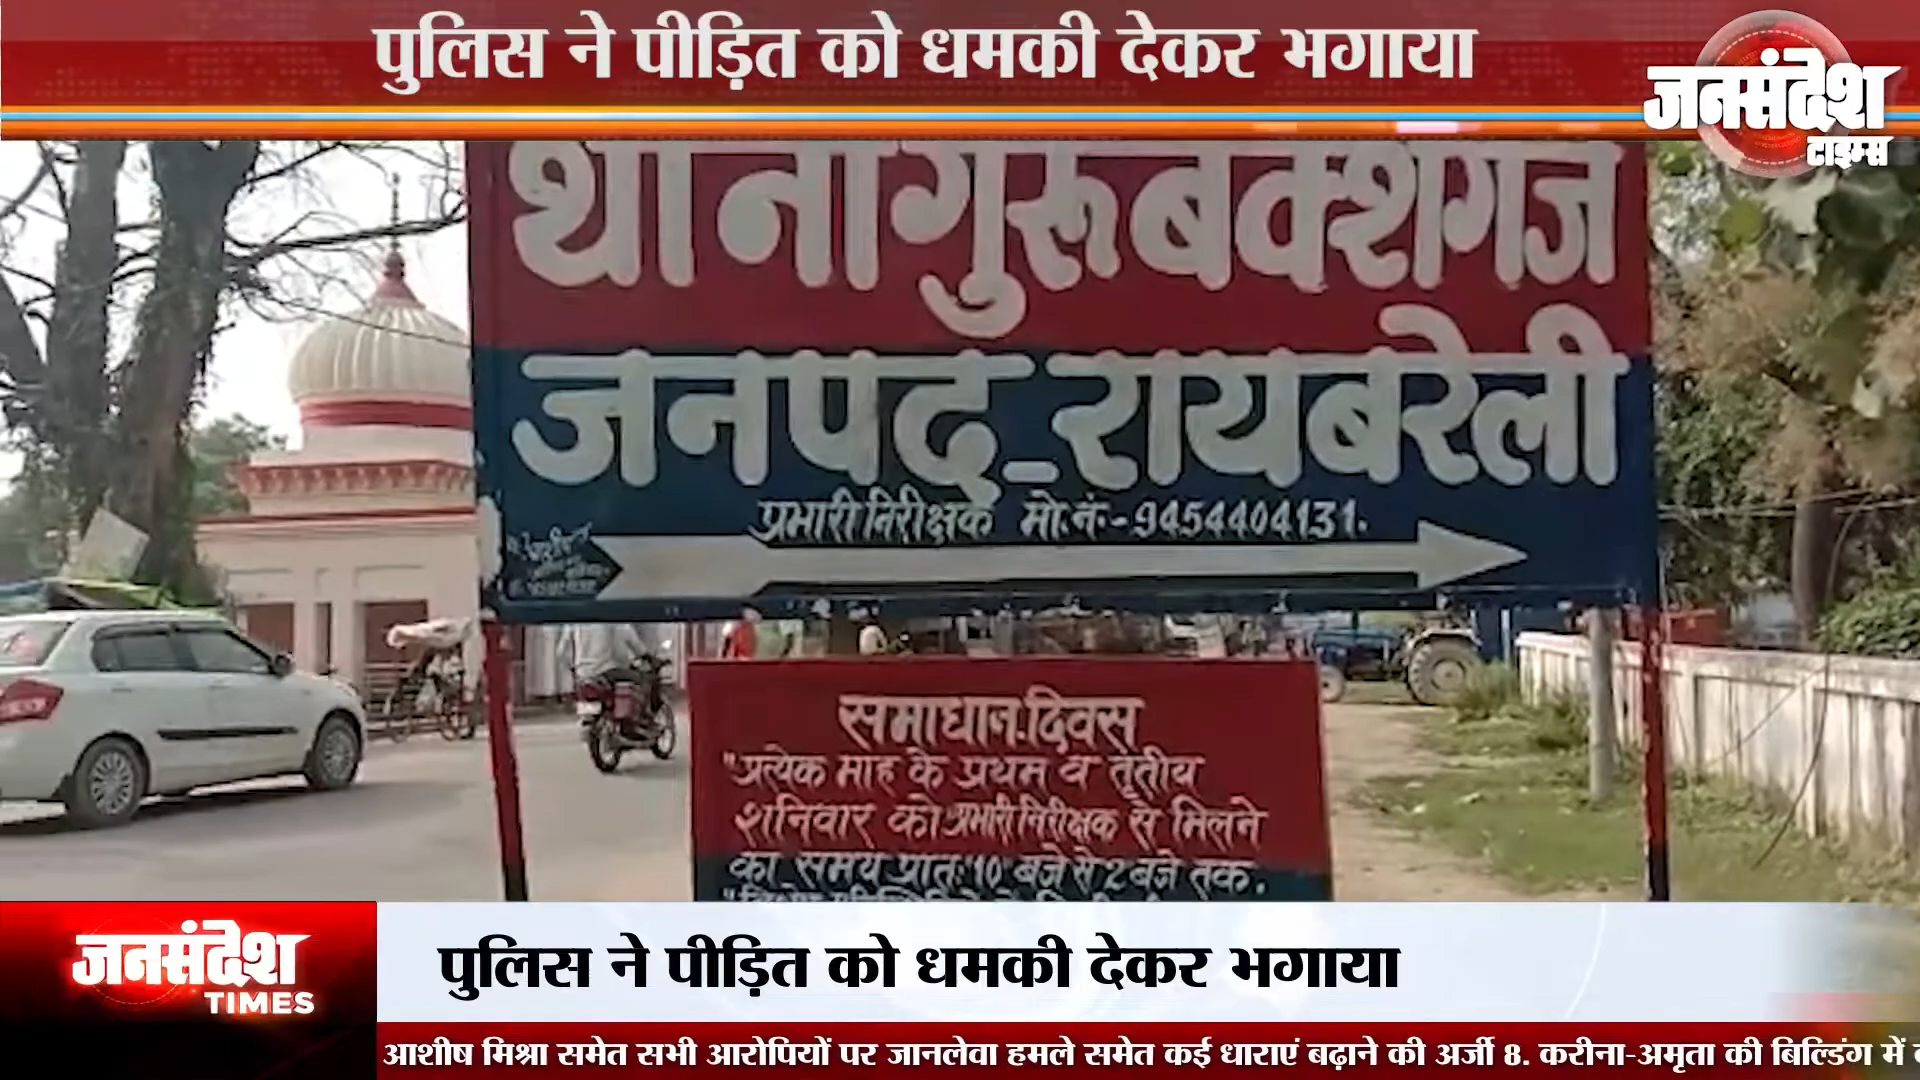 पुलिस ने पीड़ित को धमकी देकर भगाया
जनसंदेश
टाइम्स
थाना गुरुबक्शगंज
जनपद-रायबरेली
प्रभारी निरीक्षक मो.नं.-9454404131.
समाधान दिवस
"प्रत्येक माह के प्रथम व तृतीय
शनिवार को प्रभारी निरीक्षक से मिलने
का समय प्रातः 10 बजे से 2 बजे तक.
जनसंदेश
TIMES
पुलिस ने पीड़ित को धमकी देकर भगाया
आशीष मिश्रा समेत सभी आरोपियों पर जानलेवा हमले समेत कई धाराएं बढ़ाने की अर्जी 8. करीना-अमृता की बिल्डिंग में